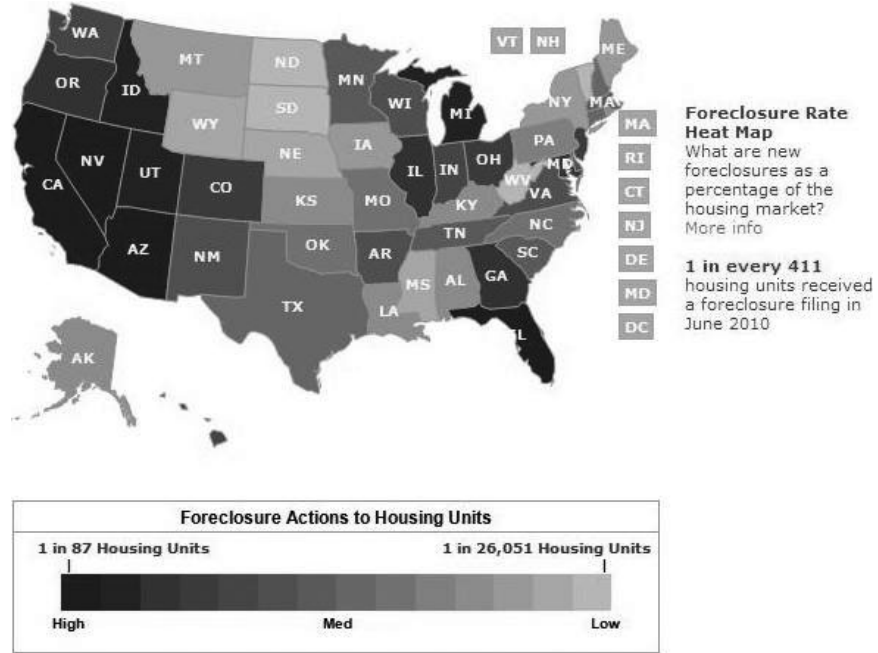 WA
MT
ND
MN
VT
NH
ME
OR
ID
SD
WI
MI
NY
MA
WY
MA
Foreclosure Rate
Heat Map
What are new
foreclosures as a
percentage of the
housing market?
More info
NE
IA
PA
RI
NV
UT
CO
IL
IN
OH
MD
WV
VA
CT
CA
KS
MO
KY
NJ
AZ
NM
OK
AR
TN
NC
SC
DE
1 in every 411
housing units received
a foreclosure filing in
June 2010
TX
LA
MS
AL
GA
MD
DC
AK
Foreclosure Actions to Housing Units
1 in 87 Housing Units
1 in 26,051 Housing Units
High
Med
Low